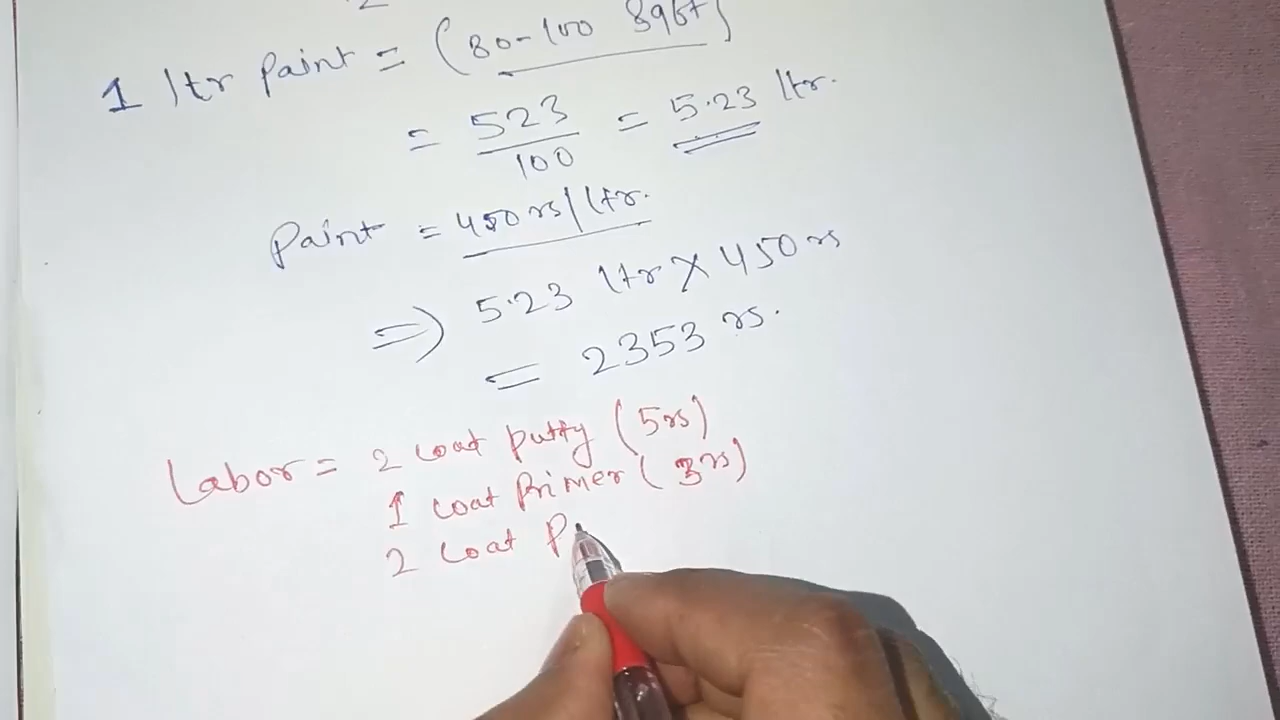 1 ltr paint = (80-100 sqft)
= 523/100 = 5.23 ltr.
Paint = 450 rs/ltr.
=> 5.23 ltr X 450 rs
= 2353 rs.
Labor = 2 coat putty (5rs)
1 coat Primer (3rs)
2 coat P